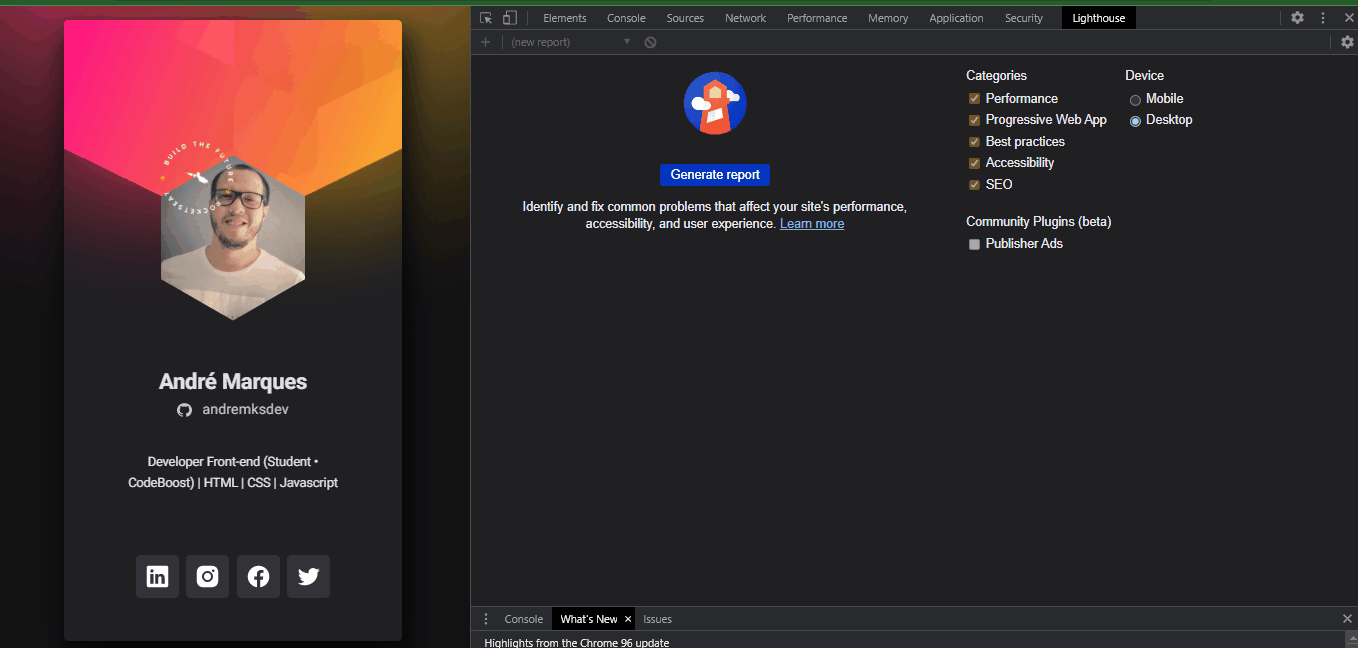 BUILD THE FUTURE
ROCKETSEAT
André Marques
andremksdev
Developer Front-end (Student •
CodeBoost) | HTML | CSS | Javascript
Elements Console Sources Network Performance Memory Application Security Lighthouse
(new report)
Generate report
Identify and fix common problems that affect your site's performance,
accessibility, and user experience. Learn more
Categories
Performance
Progressive Web App
Best practices
Accessibility
SEO
Device
Mobile
Desktop
Community Plugins (beta)
Publisher Ads
Console What's New Issues
Highlights from the Chrome 96 update